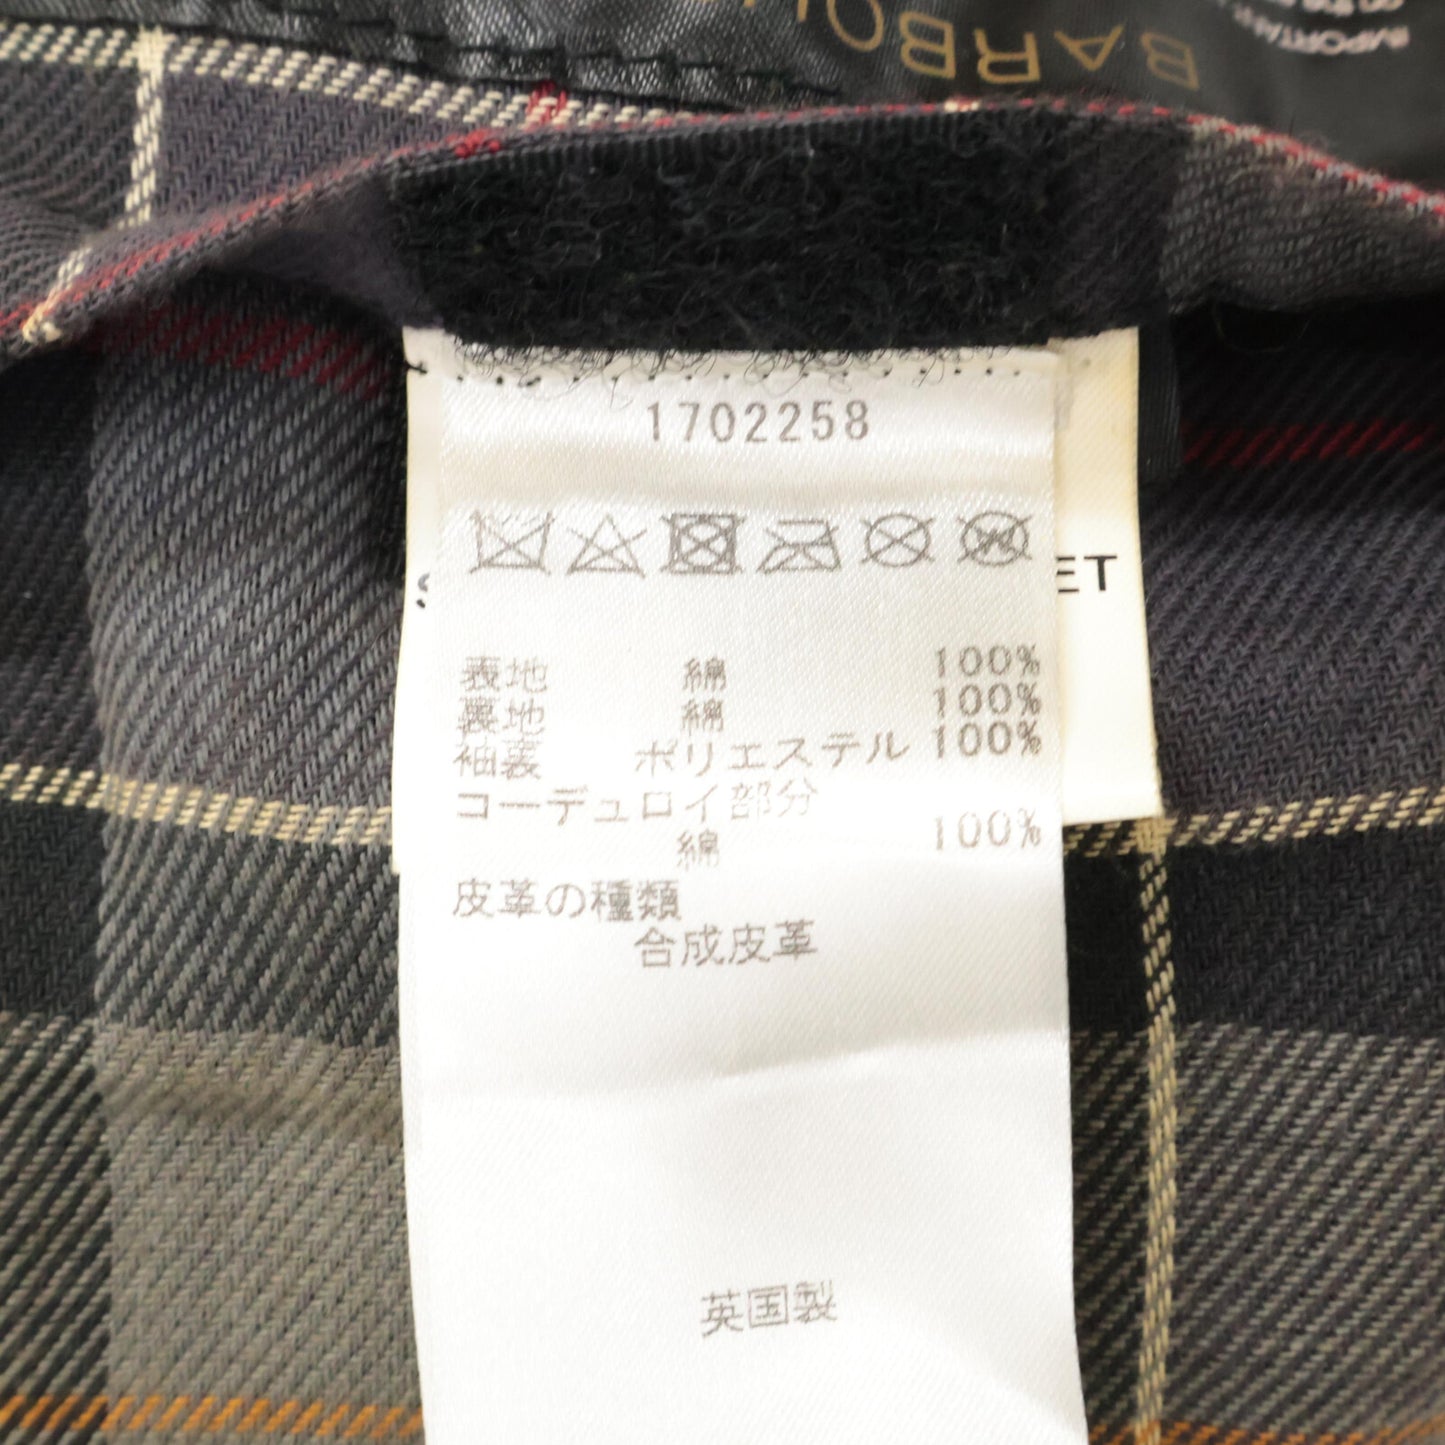 BARBO
IMPORTA
1702258
ET
表地 綿 100%
裏地 綿 100%
袖裏 ポリエステル 100%
コーデュロイ部分
綿 100%
皮革の種類
合成皮革
英国製